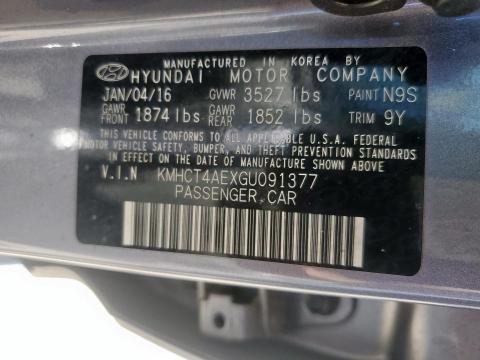 MANUFACTURED IN KOREA BY
HYUNDAI MOTOR COMPANY
JAN/04/16 GVWR 3527 lbs PAINT N9S
GAWR FRONT 1874 lbs GAWR REAR 1852 lbs TRIM 9Y
THIS VEHICLE CONFORMS TO ALL APPLICABLE U.S.A. FEDERAL
MOTOR VEHICLE SAFETY, BUMPER, AND THEFT PREVENTION STANDARDS
IN EFFECT ON THE DATE OF MANUFACTURE SHOWN ABOVE
V.I.N KMHCT4AEXGU091377
PASSENGER CAR